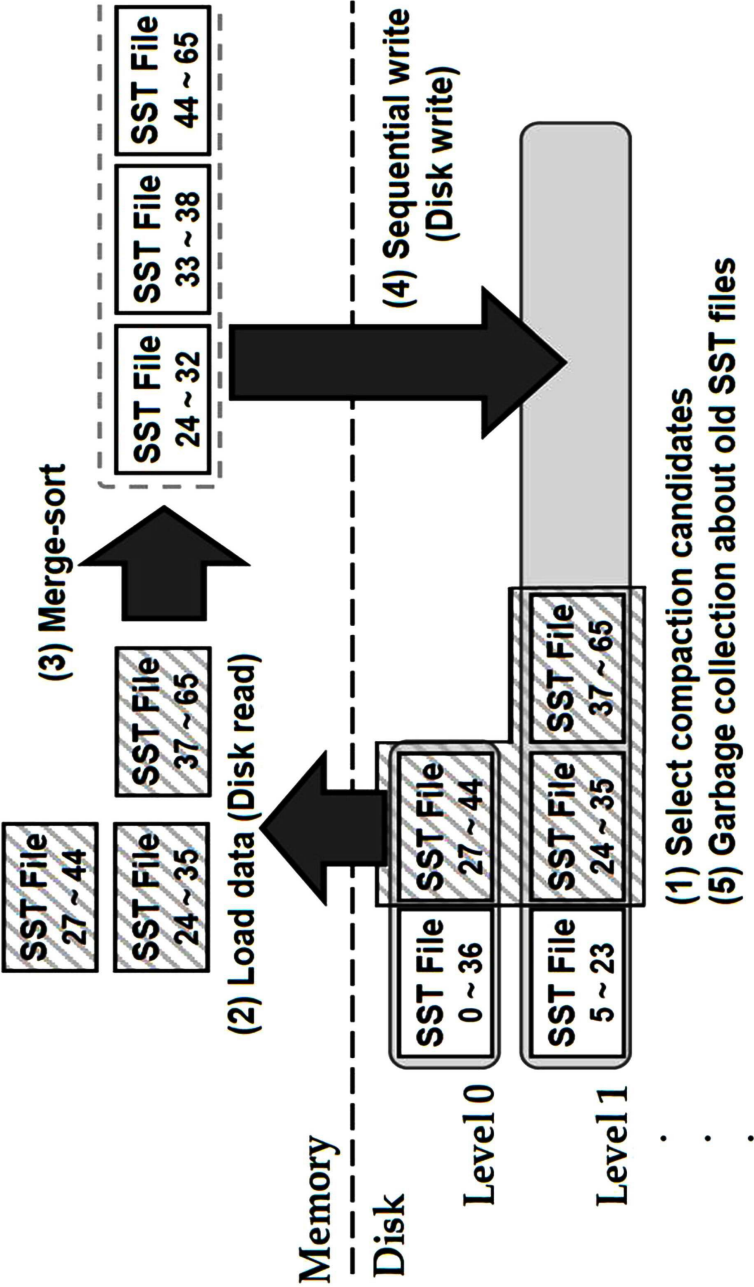 SST File
27 ~ 44
SST File
24 ~ 35
SST File
37 ~ 65
(3) Merge-sort
SST File
24 ~ 32
SST File
33 ~ 38
SST File
44 ~ 65
(2) Load data (Disk read)
Memory
Disk
(4) Sequential write
(Disk write)
Level 0
SST File
0 ~ 36
SST File
27 ~ 44
Level 1
SST File
5 ~ 23
SST File
24 ~ 35
SST File
37 ~ 65
(1) Select compaction candidates
(5) Garbage collection about old SST files